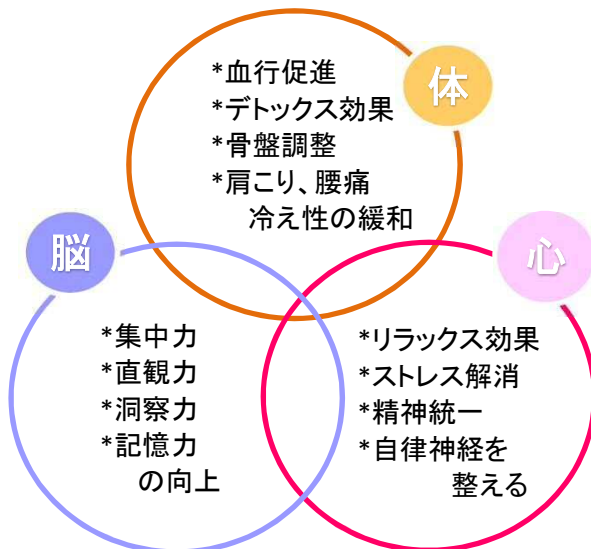 体
*血行促進
*デトックス効果
*骨盤調整
*肩こり、腰痛
冷え性の緩和
脳
*集中力
*直観力
*洞察力
*記憶力
の向上
心
*リラックス効果
*ストレス解消
*精神統一
*自律神経を
整える